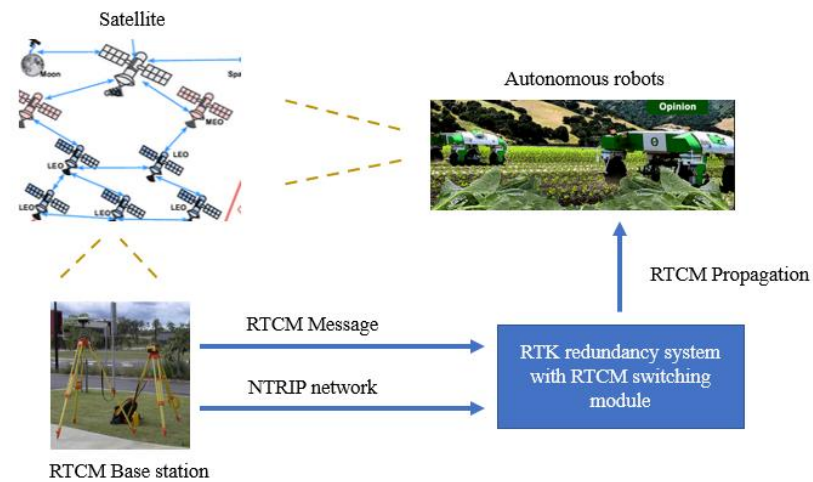 Satellite
Moon
Spa
MEO
LEO
LEO
LEO
LEO
LEO
Autonomous robots
Opinion
RTCM Propagation
RTCM Message
NTRIP network
RTK redundancy system
with RTCM switching
module
RTCM Base station